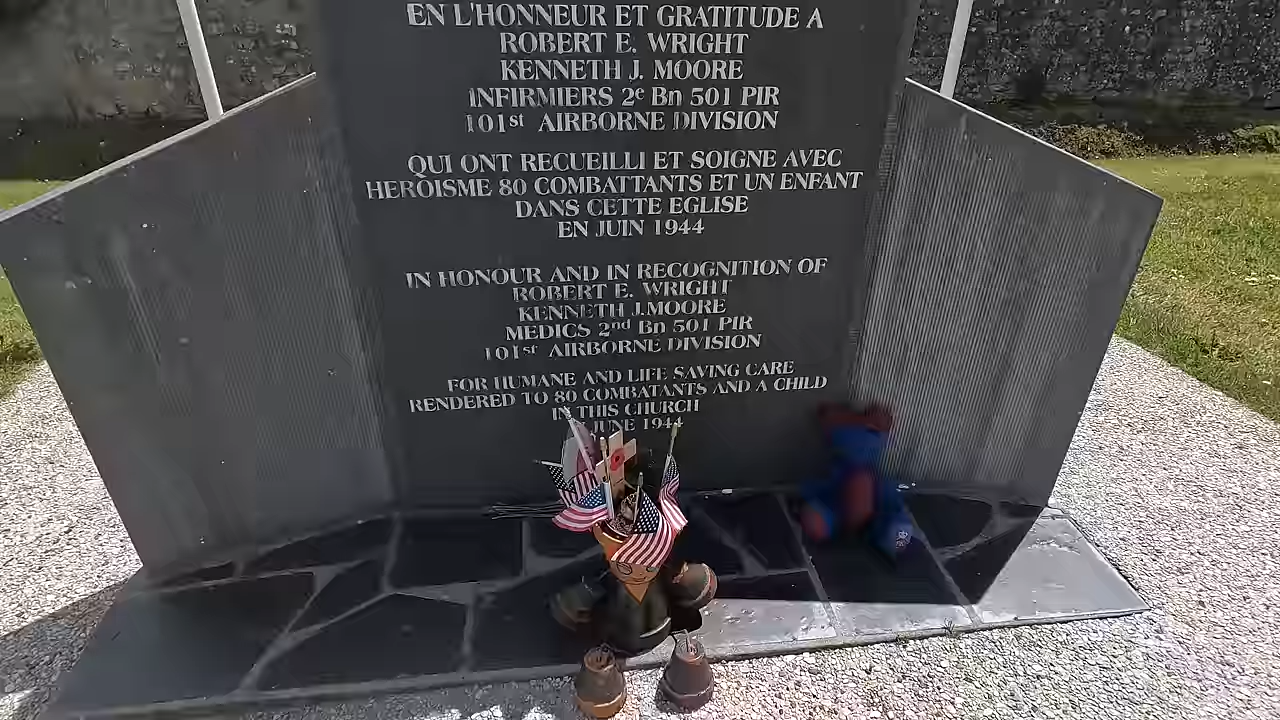 EN L'HONNEUR ET GRATITUDE A
ROBERT E. WRIGHT
KENNETH J. MOORE
INFIRMIERS 2e Bn 501 PIR
101st AIRBORNE DIVISION
QUI ONT RECUEILLI ET SOIGNE AVEC
HEROISME 80 COMBATTANTS ET UN ENFANT
DANS CETTE EGLISE
EN JUIN 1944
IN HONOUR AND IN RECOGNITION OF
ROBERT E. WRIGHT
KENNETH J.MOORE
MEDICS 2nd Bn 501 PIR
101st AIRBORNE DIVISION
FOR HUMANE AND LIFE SAVING CARE
RENDERED TO 80 COMBATANTS AND A CHILD
IN THIS CHURCH
JUNE 1944